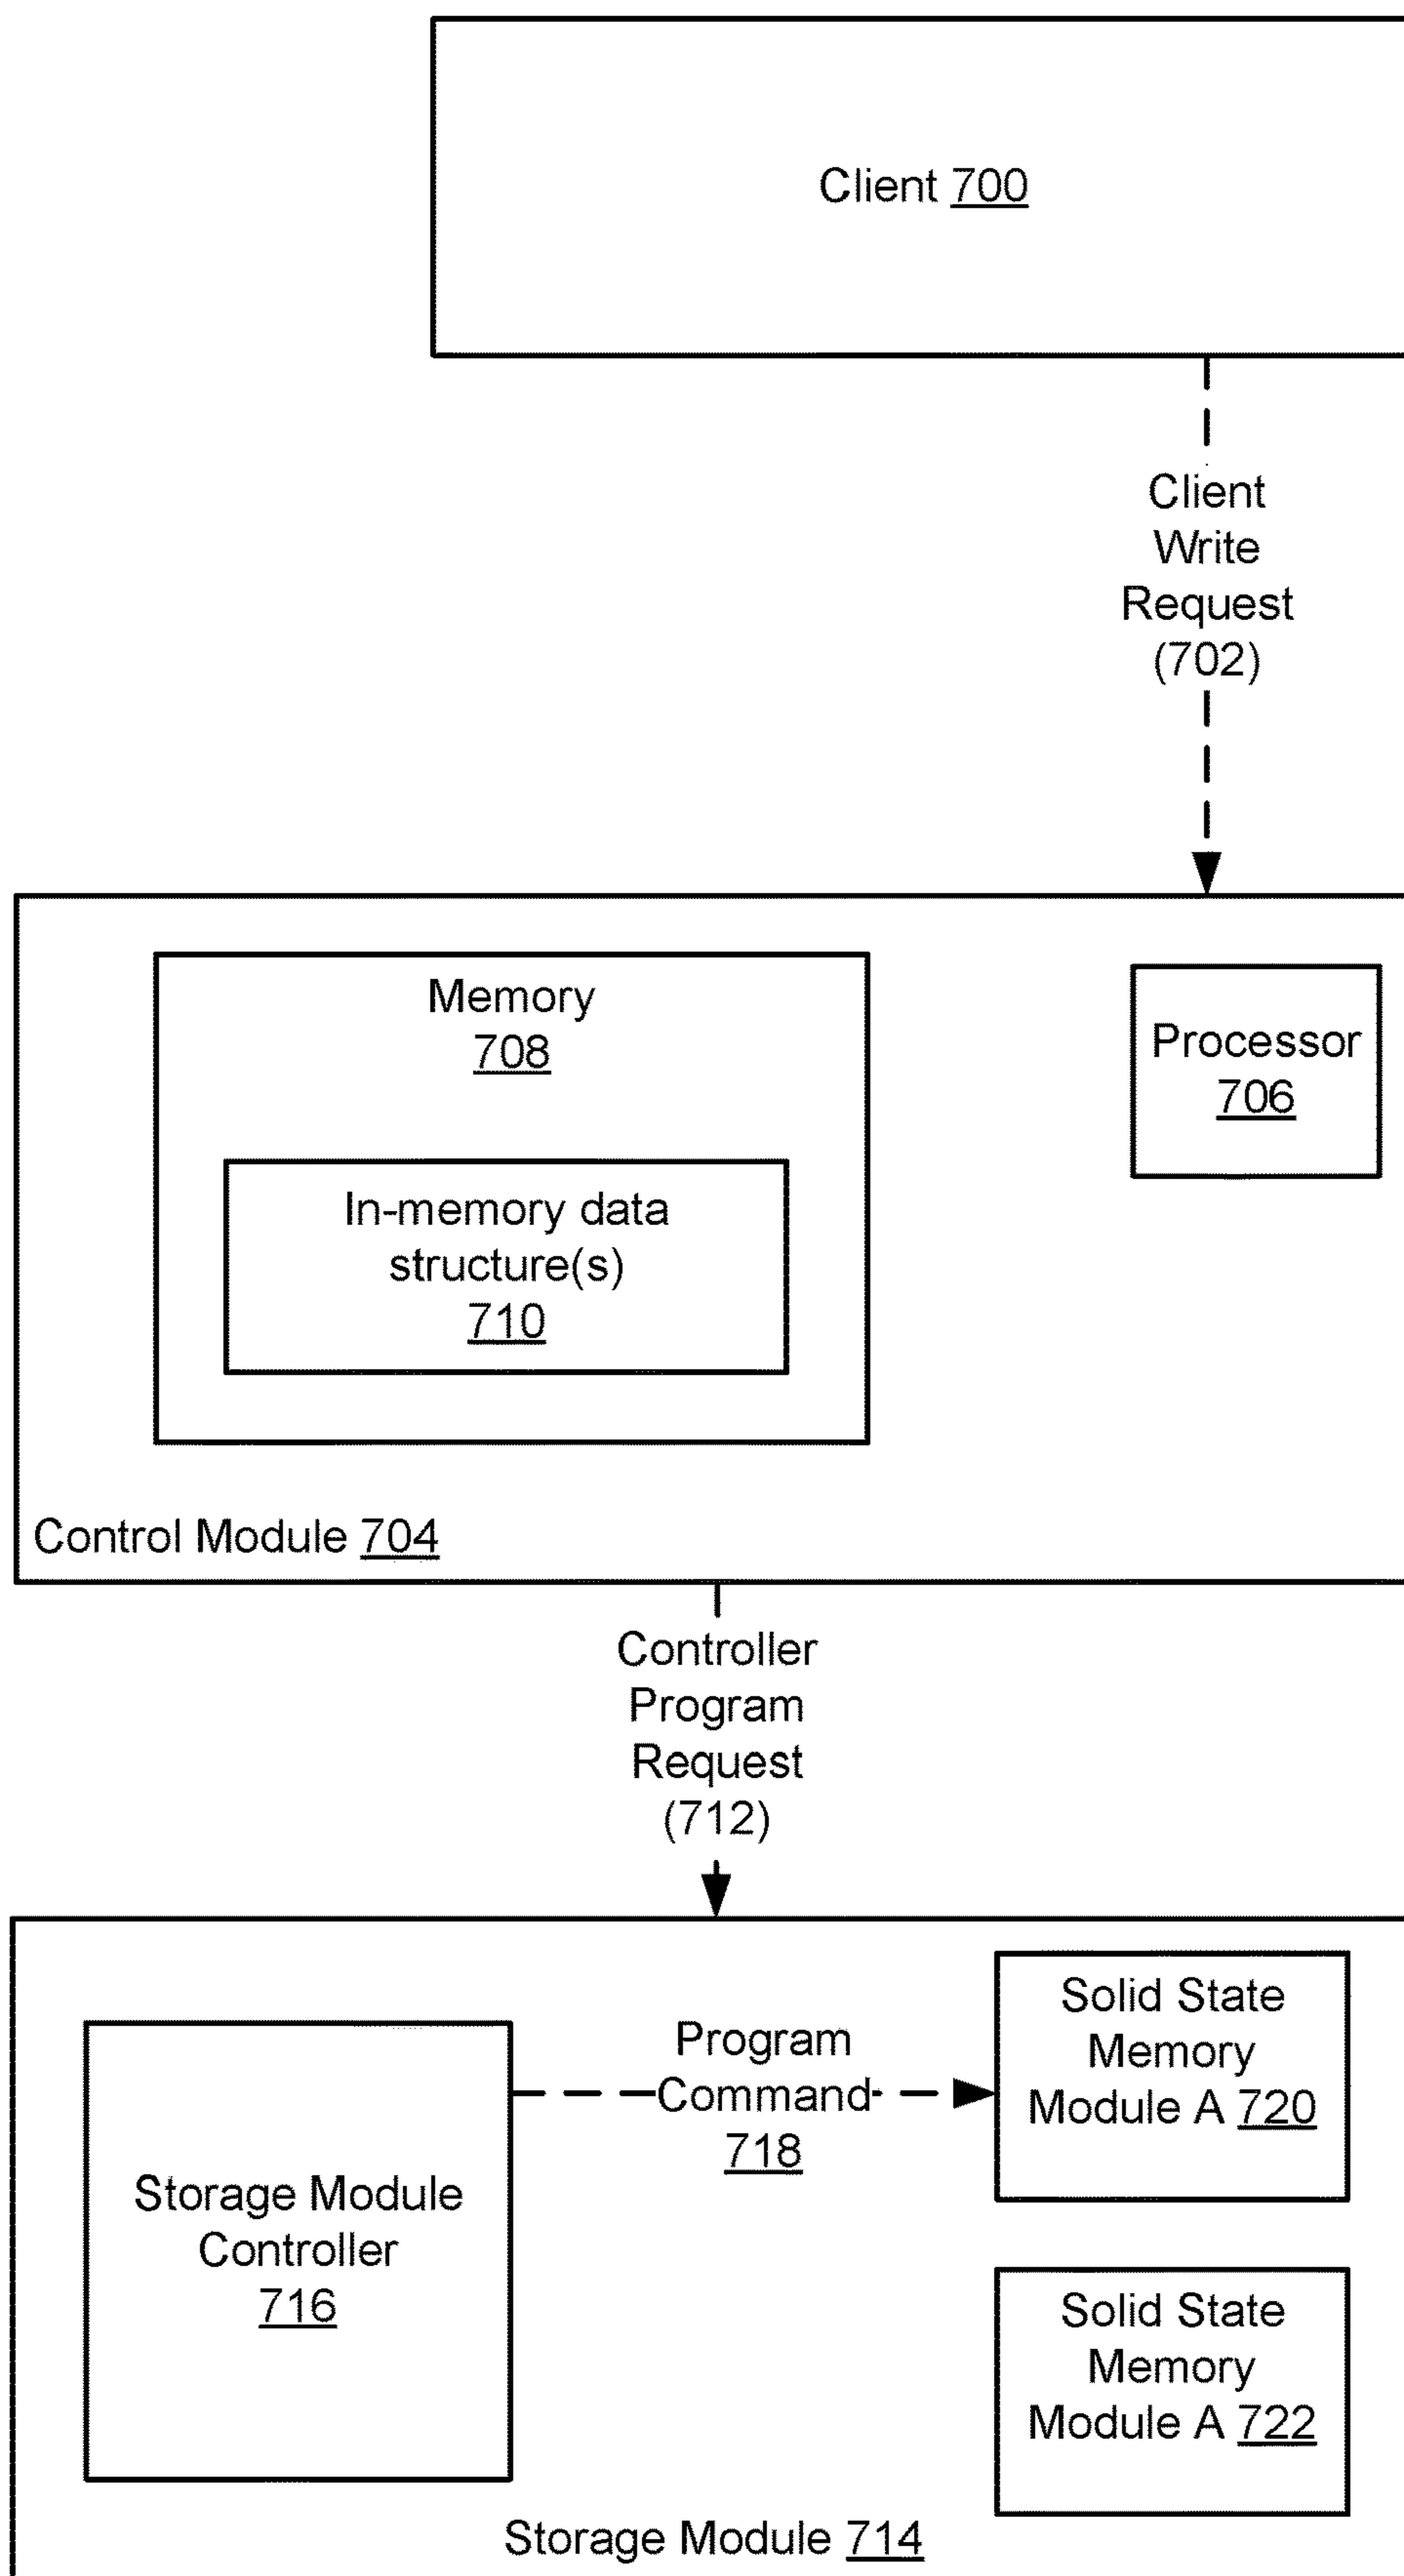 Client 700
Client
Write
Request
(702)
Memory
708
Processor
706
In-memory data
structure(s)
710
Control Module 704
Controller
Program
Request
(712)
Solid State
Memory
Module A 720
Program
Command
718
Storage Module
Controller
716
Solid State
Memory
Module A 722
Storage Module 714